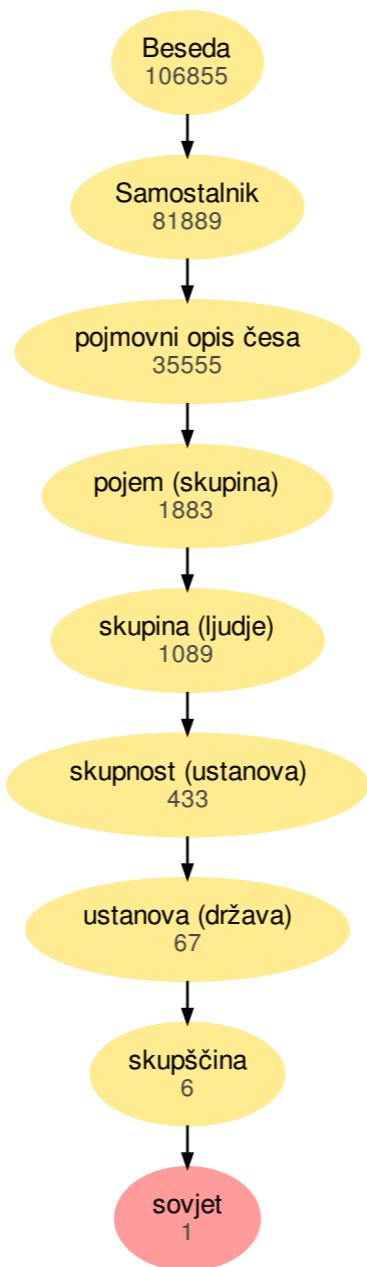 Beseda
106855
Samostalnik
81889
pojmovni opis česa
35555
pojem (skupina)
1883
skupina (ljudje)
1089
skupnost (ustanova)
433
ustanova (država)
67
skupščina
6
sovjet
1